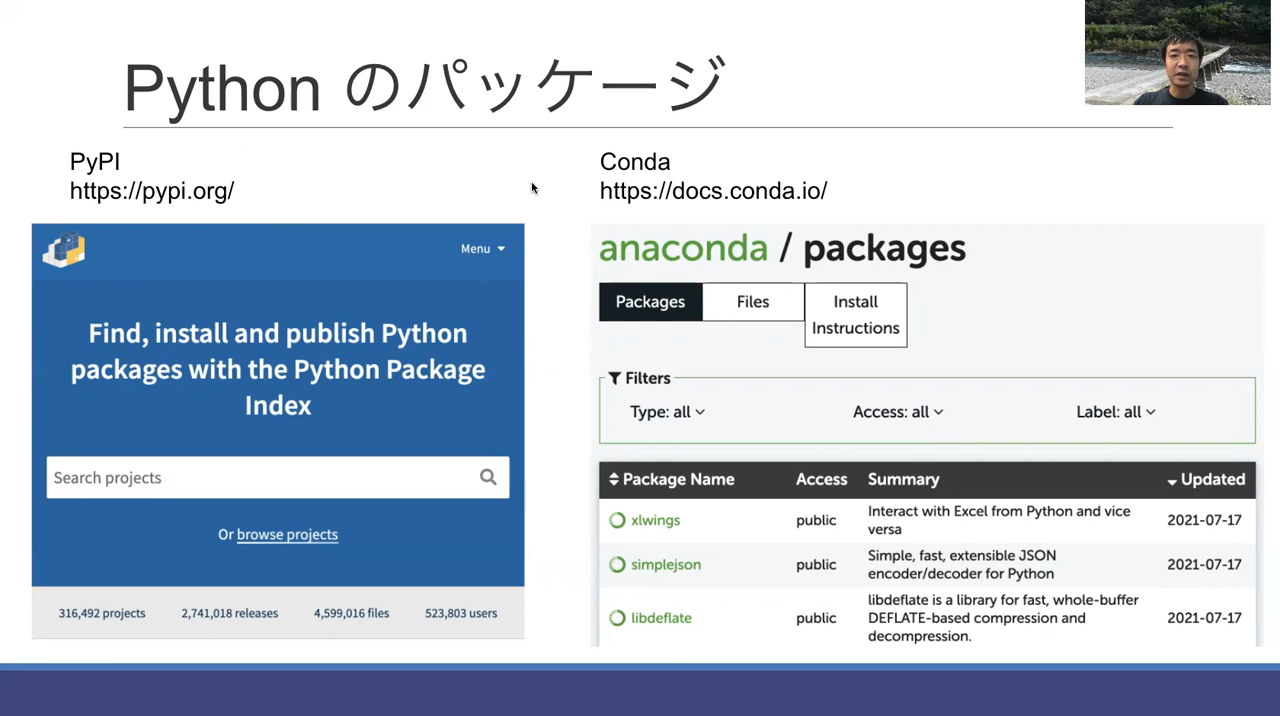 Python のパッケージ
PyPI
https://pypi.org/
Conda
https://docs.conda.io/
Menu
Find, install and publish Python
packages with the Python Package
Index
Search projects
Or browse projects
316,492 projects 2,741,018 releases 4,599,016 files 523,803 users
anaconda / packages
Packages Files Install
Instructions
Filters
Type: all Access: all Label: all
Package Name Access Summary Updated
xlwings public Interact with Excel from Python and vice
versa 2021-07-17
simplejson public Simple, fast, extensible JSON
encoder/decoder for Python 2021-07-17
libdeflate public libdeflate is a library for fast, whole-buffer
DEFLATE-based compression and
decompression. 2021-07-17